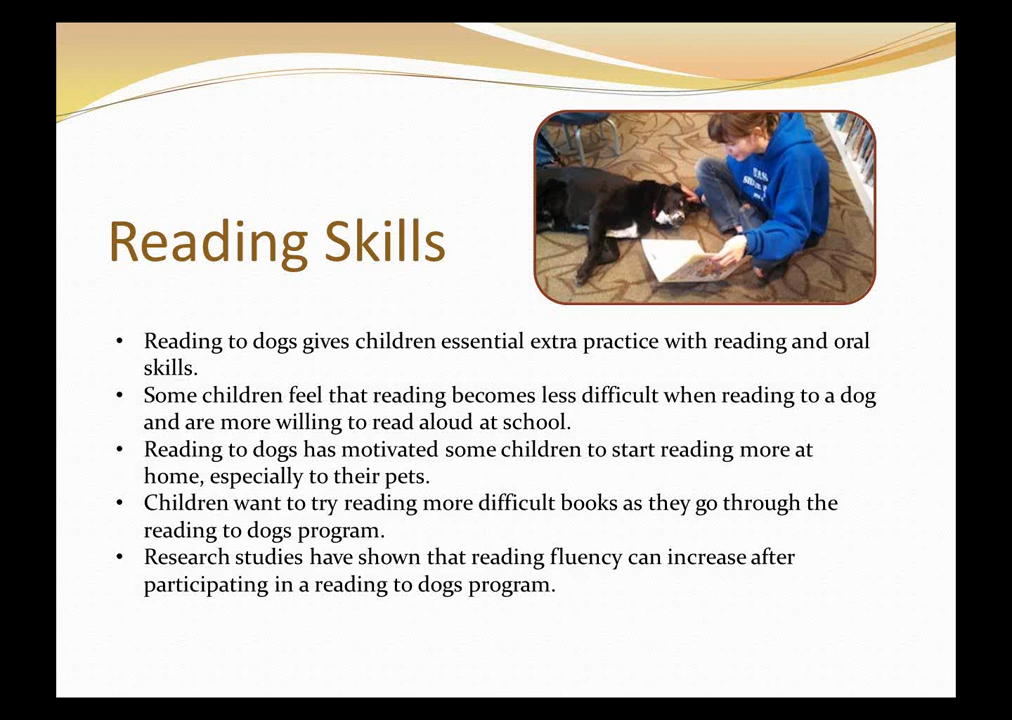 Reading Skills
• Reading to dogs gives children essential extra practice with reading and oral
skills.
• Some children feel that reading becomes less difficult when reading to a dog
and are more willing to read aloud at school.
• Reading to dogs has motivated some children to start reading more at
home, especially to their pets.
• Children want to try reading more difficult books as they go through the
reading to dogs program.
• Research studies have shown that reading fluency can increase after
participating in a reading to dogs program.